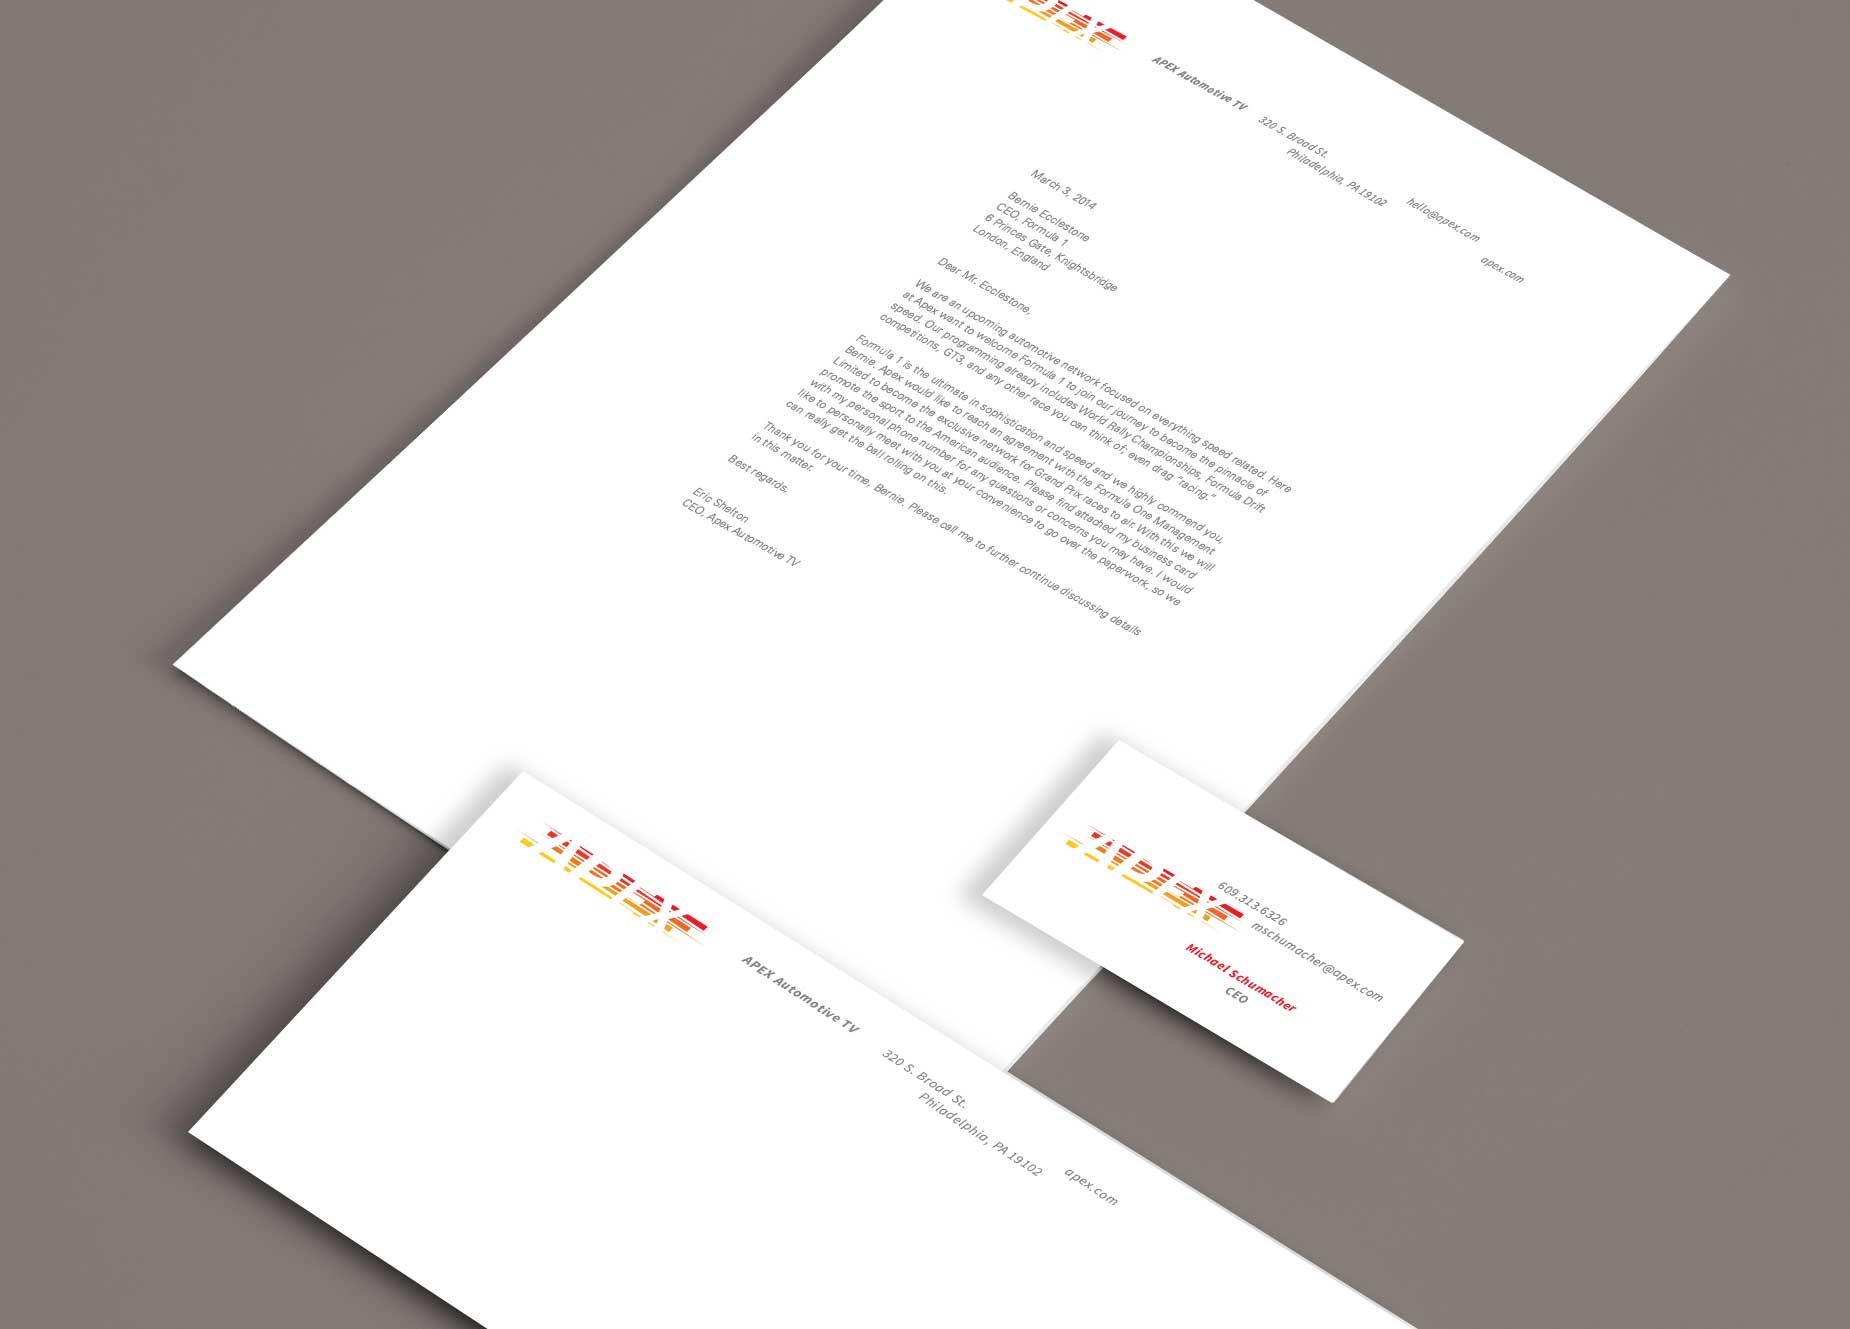 APEX
APEX Automotive TV
320 S. Broad St.
Philadelphia, PA 19102
hello@apex.com
apex.com
March 3, 2014
Bernie Ecclestone
CEO, Formula 1
6 Princes Gate, Knightsbridge
London, England
Dear Mr. Ecclestone,
We are an upcoming automotive network focused on everything speed related. Here
at Apex want to welcome Formula 1 to join our journey to become the pinnacle of
speed. Our programming already includes World Rally Championships, Formula Drift
competitions, GT3, and any other race you can think of; even drag "racing."
Formula 1 is the ultimate in sophistication and speed and we highly commend you,
Bernie. Apex would like to reach an agreement with the Formula One Management
Limited to become the exclusive network for Grand Prix races to air. With this we will
promote the sport to the American audience. Please find attached my business card
with my personal phone number for any questions or concerns you may have. I would
like to personally meet with you at your convenience to go over the paperwork, so we
can really get the ball rolling on this.
Thank you for your time, Bernie. Please call me to further continue discussing details
in this matter.
Best regards,
Eric Shelton
CEO, Apex Automotive TV
APEX
609.313.6326
mschumacher@apex.com
Michael Schumacher
CEO
APEX
APEX Automotive TV
320 S. Broad St.
Philadelphia, PA 19102
apex.com